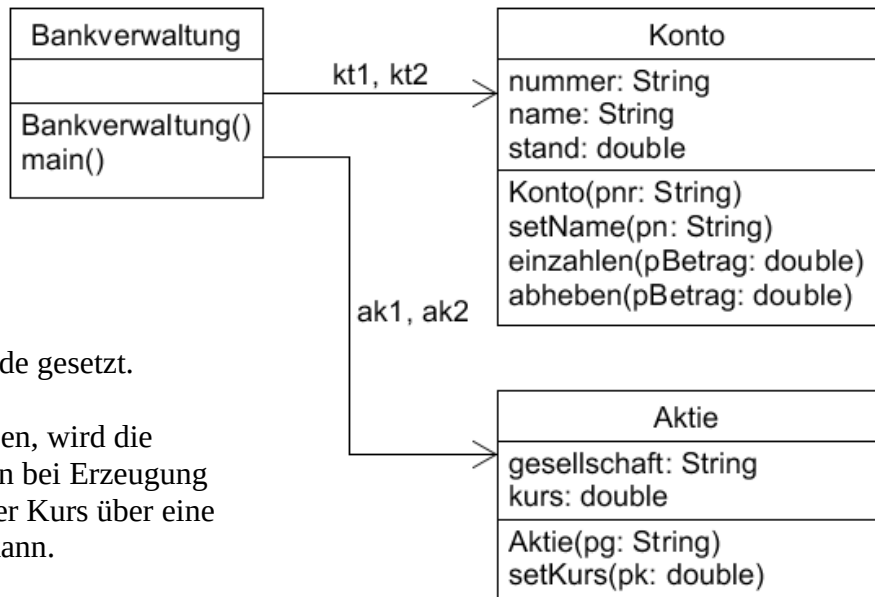 Bankverwaltung
Bankverwaltung()
main()
kt1, kt2
Konto
nummer: String
name: String
stand: double
Konto(pnr: String)
setName(pn: String)
einzahlen(pBetrag: double)
abheben(pBetrag: double)
ak1, ak2
de gesetzt.
en, wird die
n bei Erzeugung
er Kurs über eine
ann.
Aktie
gesellschaft: String
kurs: double
Aktie(pg: String)
setKurs(pk: double)